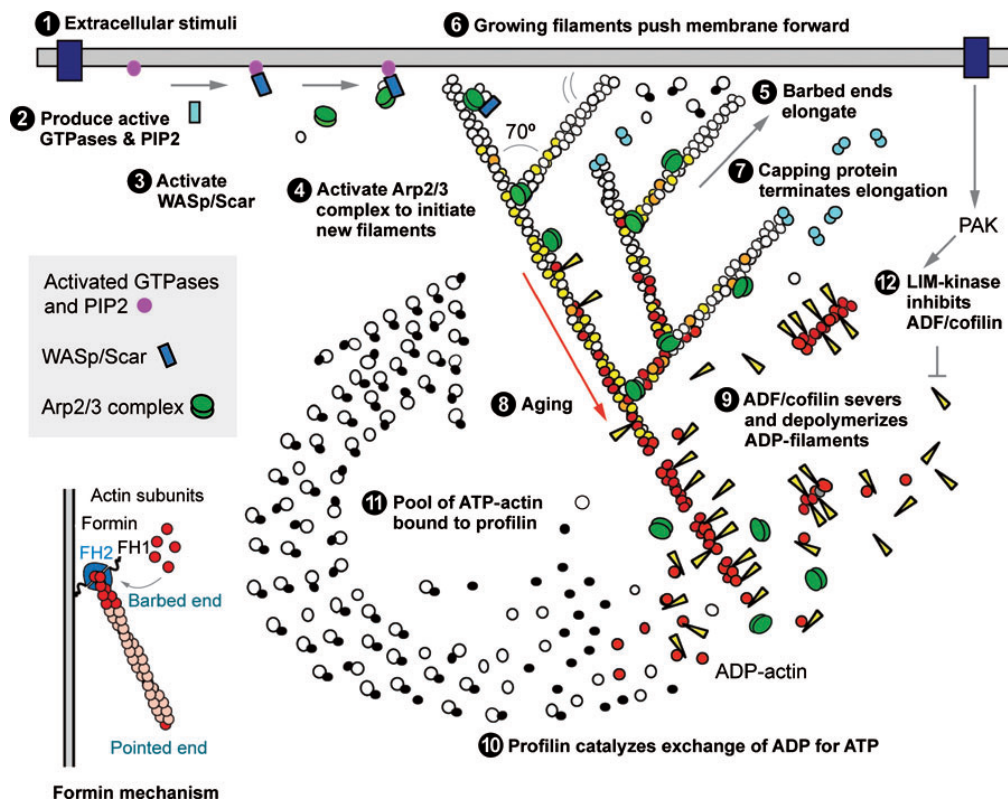 1 Extracellular stimuli
6 Growing filaments push membrane forward
2 Produce active
GTPases & PIP2
3 Activate
WASp/Scar
4 Activate Arp2/3
complex to initiate
new filaments
70º
5 Barbed ends
elongate
7 Capping protein
terminates elongation
PAK
12 LIM-kinase
inhibits
ADF/cofilin
Activated GTPases
and PIP2
WASp/Scar
Arp2/3 complex
8 Aging
9 ADF/cofilin severs
and depolymerizes
ADP-filaments
11 Pool of ATP-actin
bound to profilin
ADP-actin
10 Profilin catalyzes exchange of ADP for ATP
Actin subunits
Formin
FH2
FH1
Barbed end
Pointed end
Formin mechanism